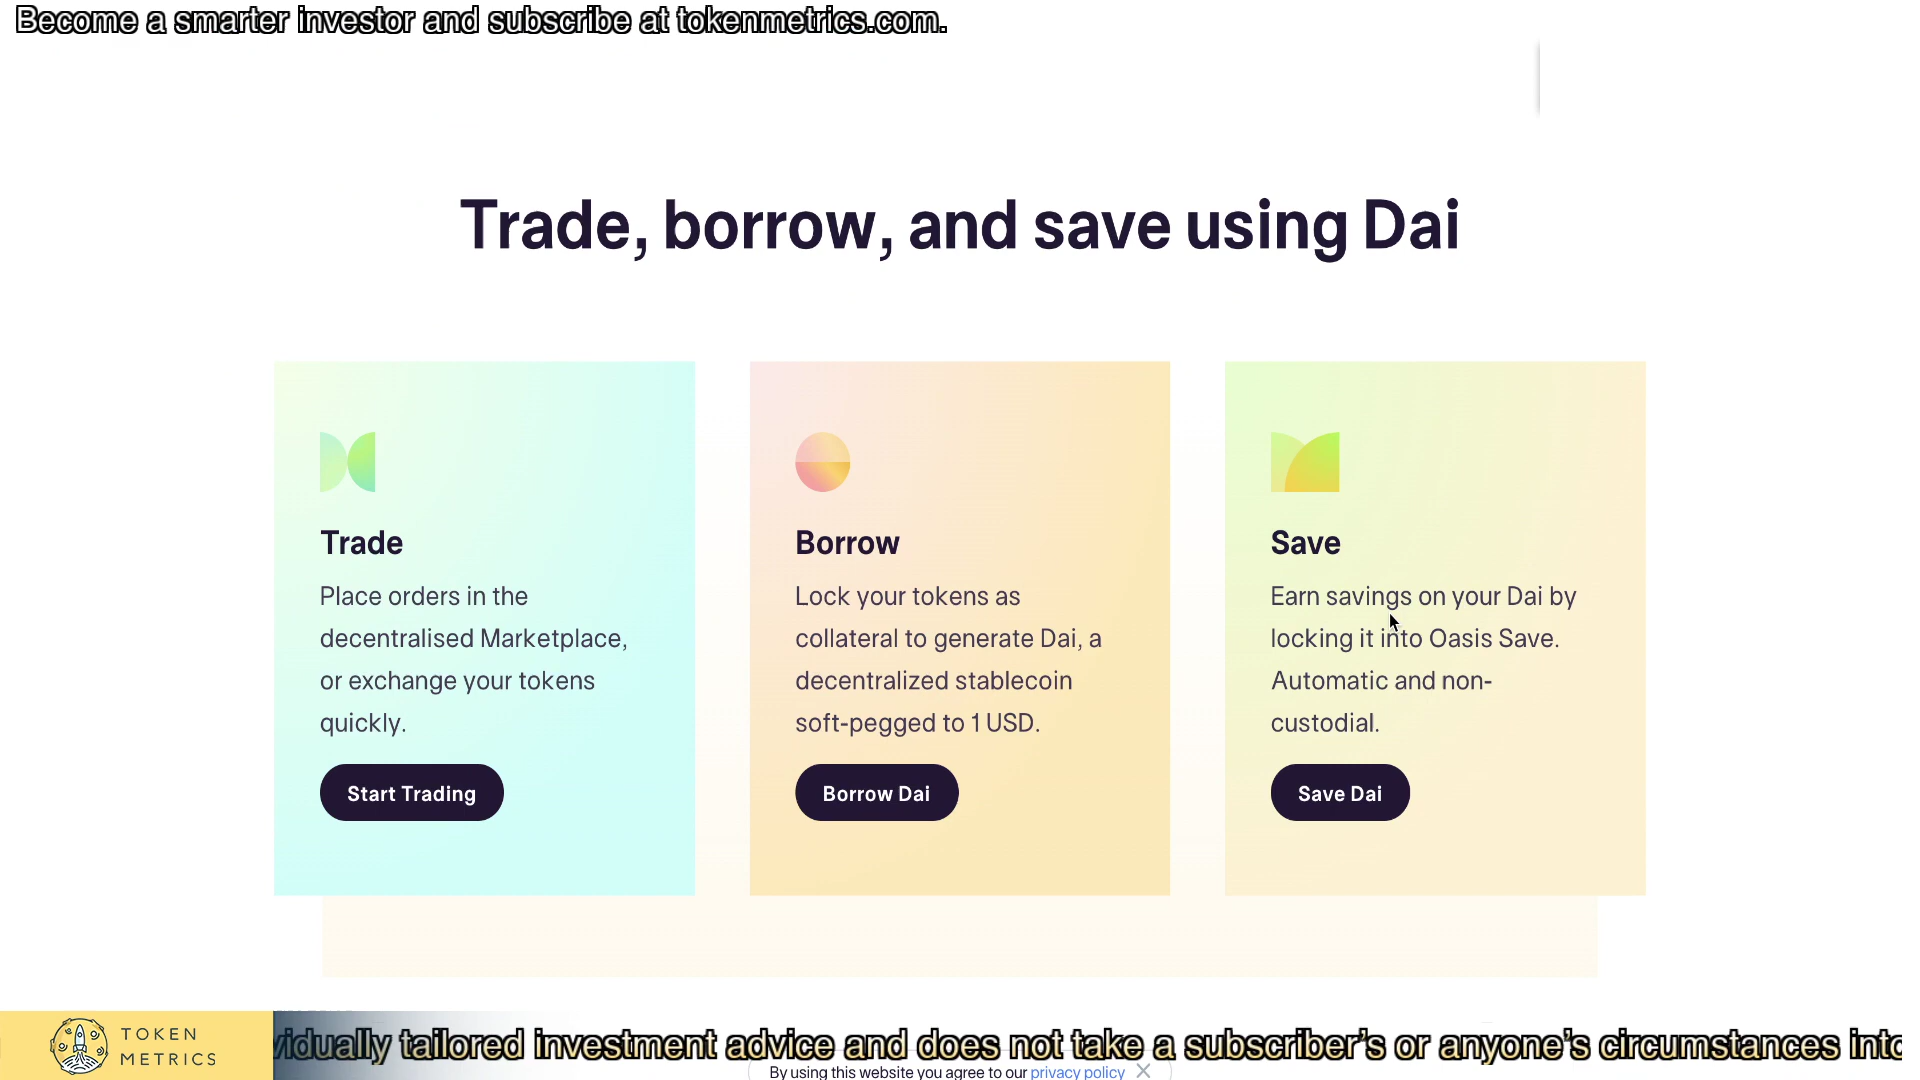 Become a smarter investor and subscribe at tokenmetrics.com.
Trade, borrow, and save using Dai
Trade
Place orders in the
decentralised Marketplace,
or exchange your tokens
quickly.
Start Trading
Borrow
Lock your tokens as
collateral to generate Dai, a
decentralized stablecoin
soft-pegged to 1 USD.
Borrow Dai
Save
Earn savings on your Dai by
locking it into Oasis Save.
Automatic and non-
custodial.
Save Dai
TOKEN
METRICS
vidually tailored investment advice and does not take a subscriber's or anyone's circumstances into
By using this website you agree to our privacy policy